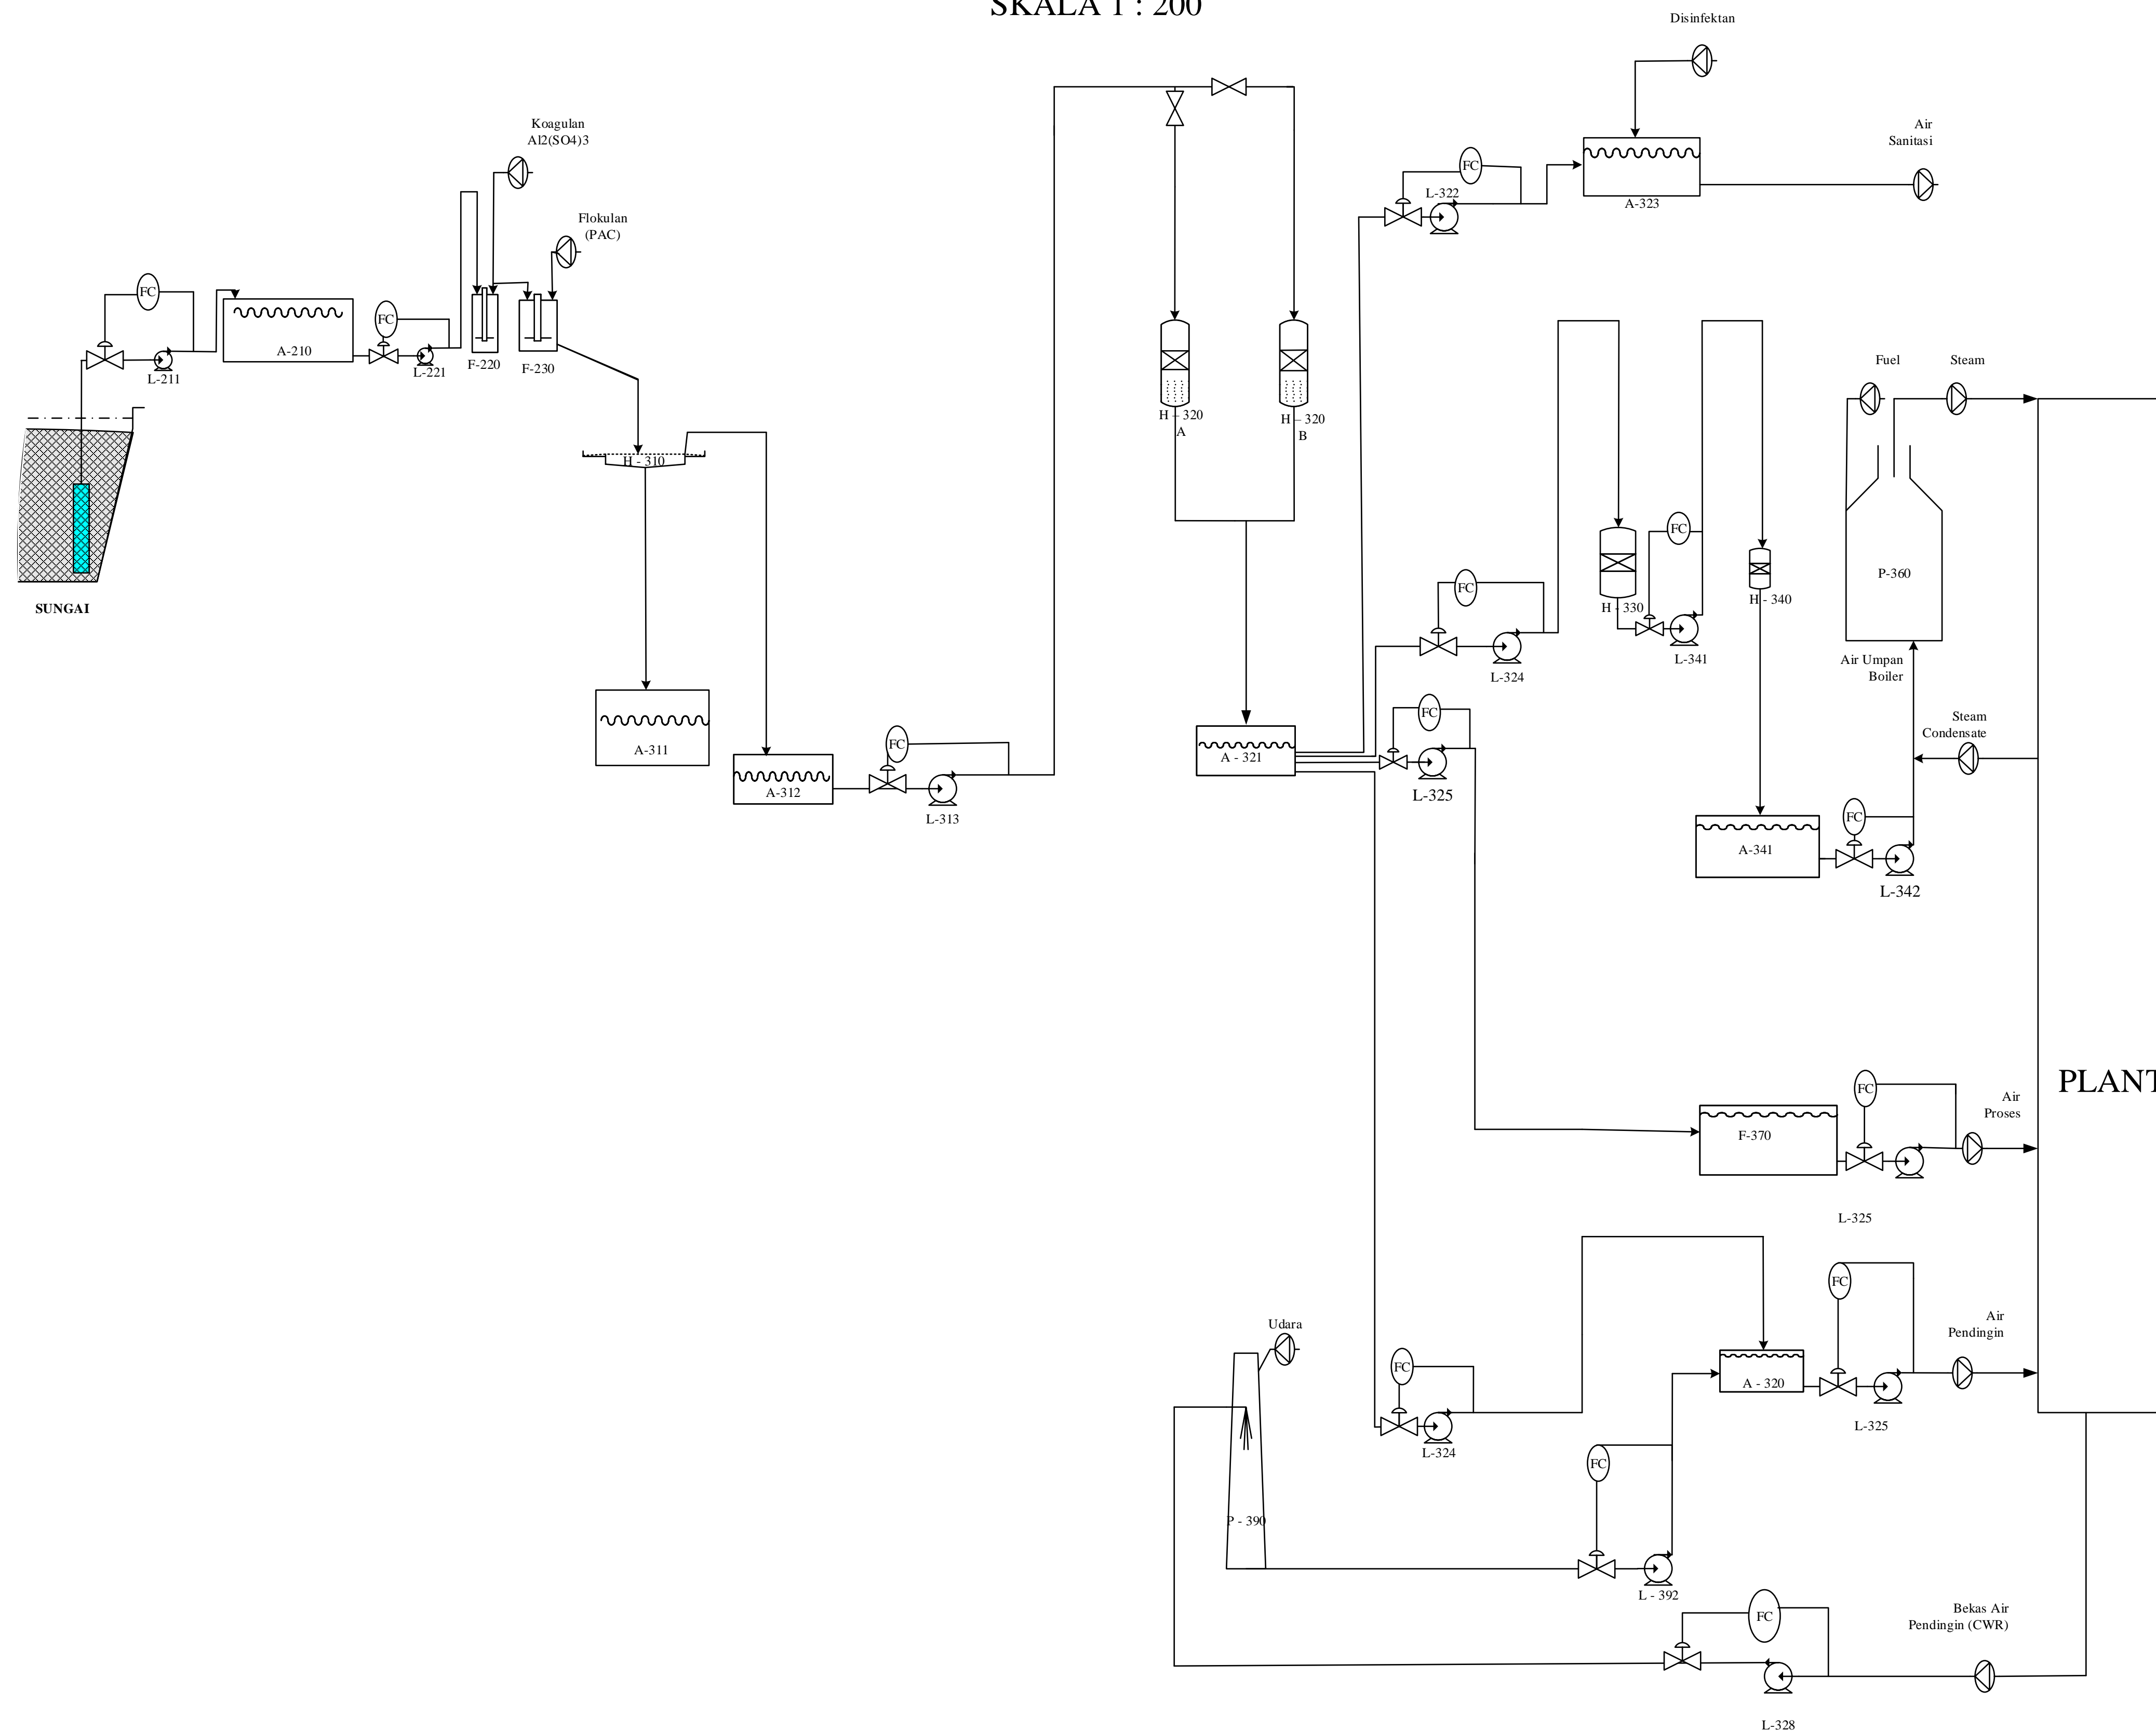 SKALA 1 : 200
Disinfektan
Koagulan
Al2(SO4)3
Air
Sanitasi
FC
L-322
A-323
Flokulan
(PAC)
FC
FC
A-210
L-211
L-221
F-220
F-230
Fuel
Steam
H – 320
A
H – 320
B
H - 310
SUNGAI
FC
FC
P-360
H - 330
H - 340
L-341
L-324
Air Umpan
Boiler
FC
Steam
Condensate
FC
A-311
A - 321
A-312
L-325
L-313
FC
A-341
L-342
PLANT
FC
Air
Proses
F-370
L-325
FC
Udara
Air
Pendingin
FC
A - 320
L-325
L-324
FC
P - 390
L - 392
FC
Bekas Air
Pendingin (CWR)
L-328